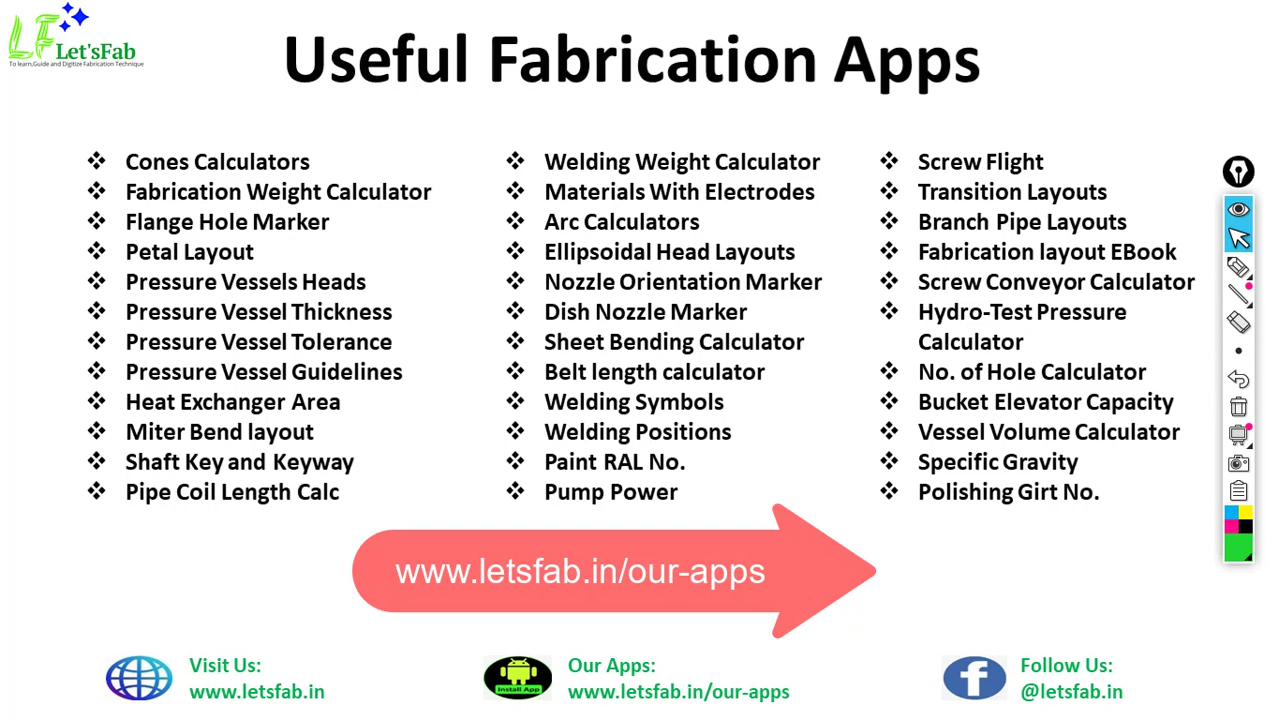 LF
Let'sFab
To learn,Guide and Digitize Fabrication Technique
Useful Fabrication Apps
Cones Calculators
Fabrication Weight Calculator
Flange Hole Marker
Petal Layout
Pressure Vessels Heads
Pressure Vessel Thickness
Pressure Vessel Tolerance
Pressure Vessel Guidelines
Heat Exchanger Area
Miter Bend layout
Shaft Key and Keyway
Pipe Coil Length Calc
Welding Weight Calculator
Materials With Electrodes
Arc Calculators
Ellipsoidal Head Layouts
Nozzle Orientation Marker
Dish Nozzle Marker
Sheet Bending Calculator
Belt length calculator
Welding Symbols
Welding Positions
Paint RAL No.
Pump Power
Screw Flight
Transition Layouts
Branch Pipe Layouts
Fabrication layout EBook
Screw Conveyor Calculator
Hydro-Test Pressure
Calculator
No. of Hole Calculator
Bucket Elevator Capacity
Vessel Volume Calculator
Specific Gravity
Polishing Girt No.
www.letsfab.in/our-apps
Visit Us:
www.letsfab.in
Install App
Our Apps:
www.letsfab.in/our-apps
f
Follow Us:
@letsfab.in